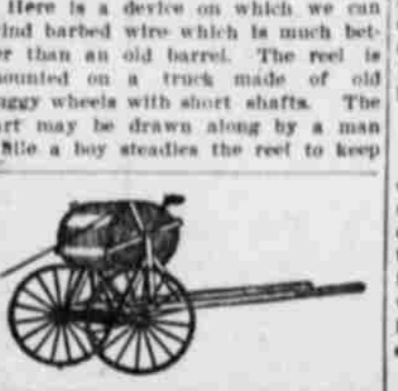 Here is a device on which we can
ind barbed wire which is much bet-
er than an old barrel. The reel is
ounted on a truck made of old
uggy wheels with short shafts. The
art may be drawn along by a man
hile a boy steadies the reel to keep